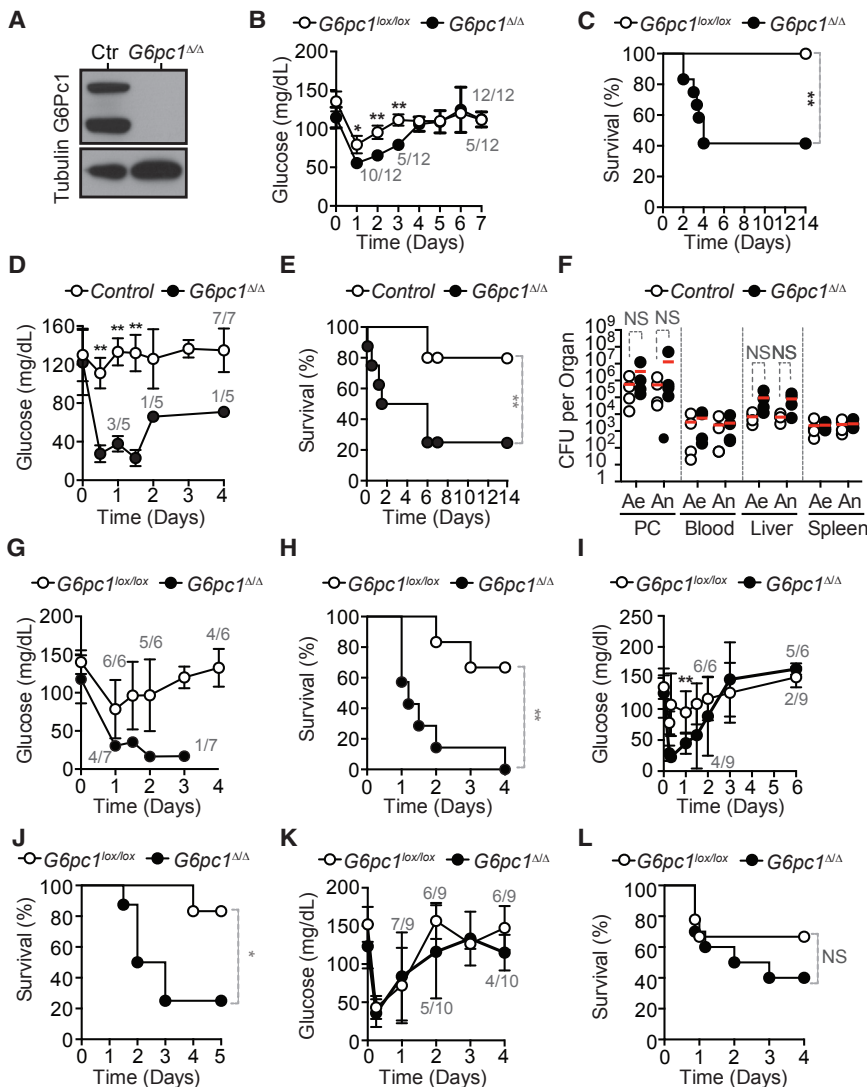 A
Ctr G6pc1Δ/Δ
Tubulin G6Pc1
B
G6pc1lox/lox G6pc1Δ/Δ
Glucose (mg/dL)
200
150
100
50
0
* ** **
10/12
5/12
12/12
5/12
0 1 2 3 4 5 6 7
Time (Days)
C
G6pc1lox/lox G6pc1Δ/Δ
Survival (%)
100
80
60
40
20
0
**
0 2 4 6 8 10 12 14
Time (Days)
D
Control G6pc1Δ/Δ
Glucose (mg/dL)
160
120
80
40
0
** ** **
7/7
3/5
1/5
1/5
0 1 2 3 4
Time (Days)
E
Control G6pc1Δ/Δ
Survival (%)
100
80
60
40
20
0
**
0 2 4 6 8 10 12 14
Time (Days)
F
Control G6pc1Δ/Δ
CFU per Organ
10⁹
10⁸
10⁷
10⁶
10⁵
10⁴
10³
10²
10¹
1
NS NS
NS NS
Ae An Ae An Ae An Ae An
PC Blood Liver Spleen
G
G6pc1lox/lox G6pc1Δ/Δ
Glucose (mg/dL)
200
150
100
50
0
6/6
5/6
4/6
4/7
1/7
0 1 2 3 4
Time (Days)
H
G6pc1lox/lox G6pc1Δ/Δ
Survival (%)
100
80
60
40
20
0
**
0 1 2 3 4
Time (Days)
I
G6pc1lox/lox G6pc1Δ/Δ
Glucose (mg/dl)
250
200
150
100
50
0
**
6/6
5/6
4/9
2/9
0 1 2 3 4 5 6
Time (Days)
J
G6pc1lox/lox G6pc1Δ/Δ
Survival (%)
100
80
60
40
20
0
*
0 1 2 3 4 5
Time (Days)
K
G6pc1lox/lox G6pc1Δ/Δ
Glucose (mg/dL)
200
150
100
50
0
7/9
6/9
6/9
5/10
4/10
0 1 2 3 4
Time (Days)
L
G6pc1lox/lox G6pc1Δ/Δ
Survival (%)
100
80
60
40
20
0
NS
0 1 2 3 4
Time (Days)